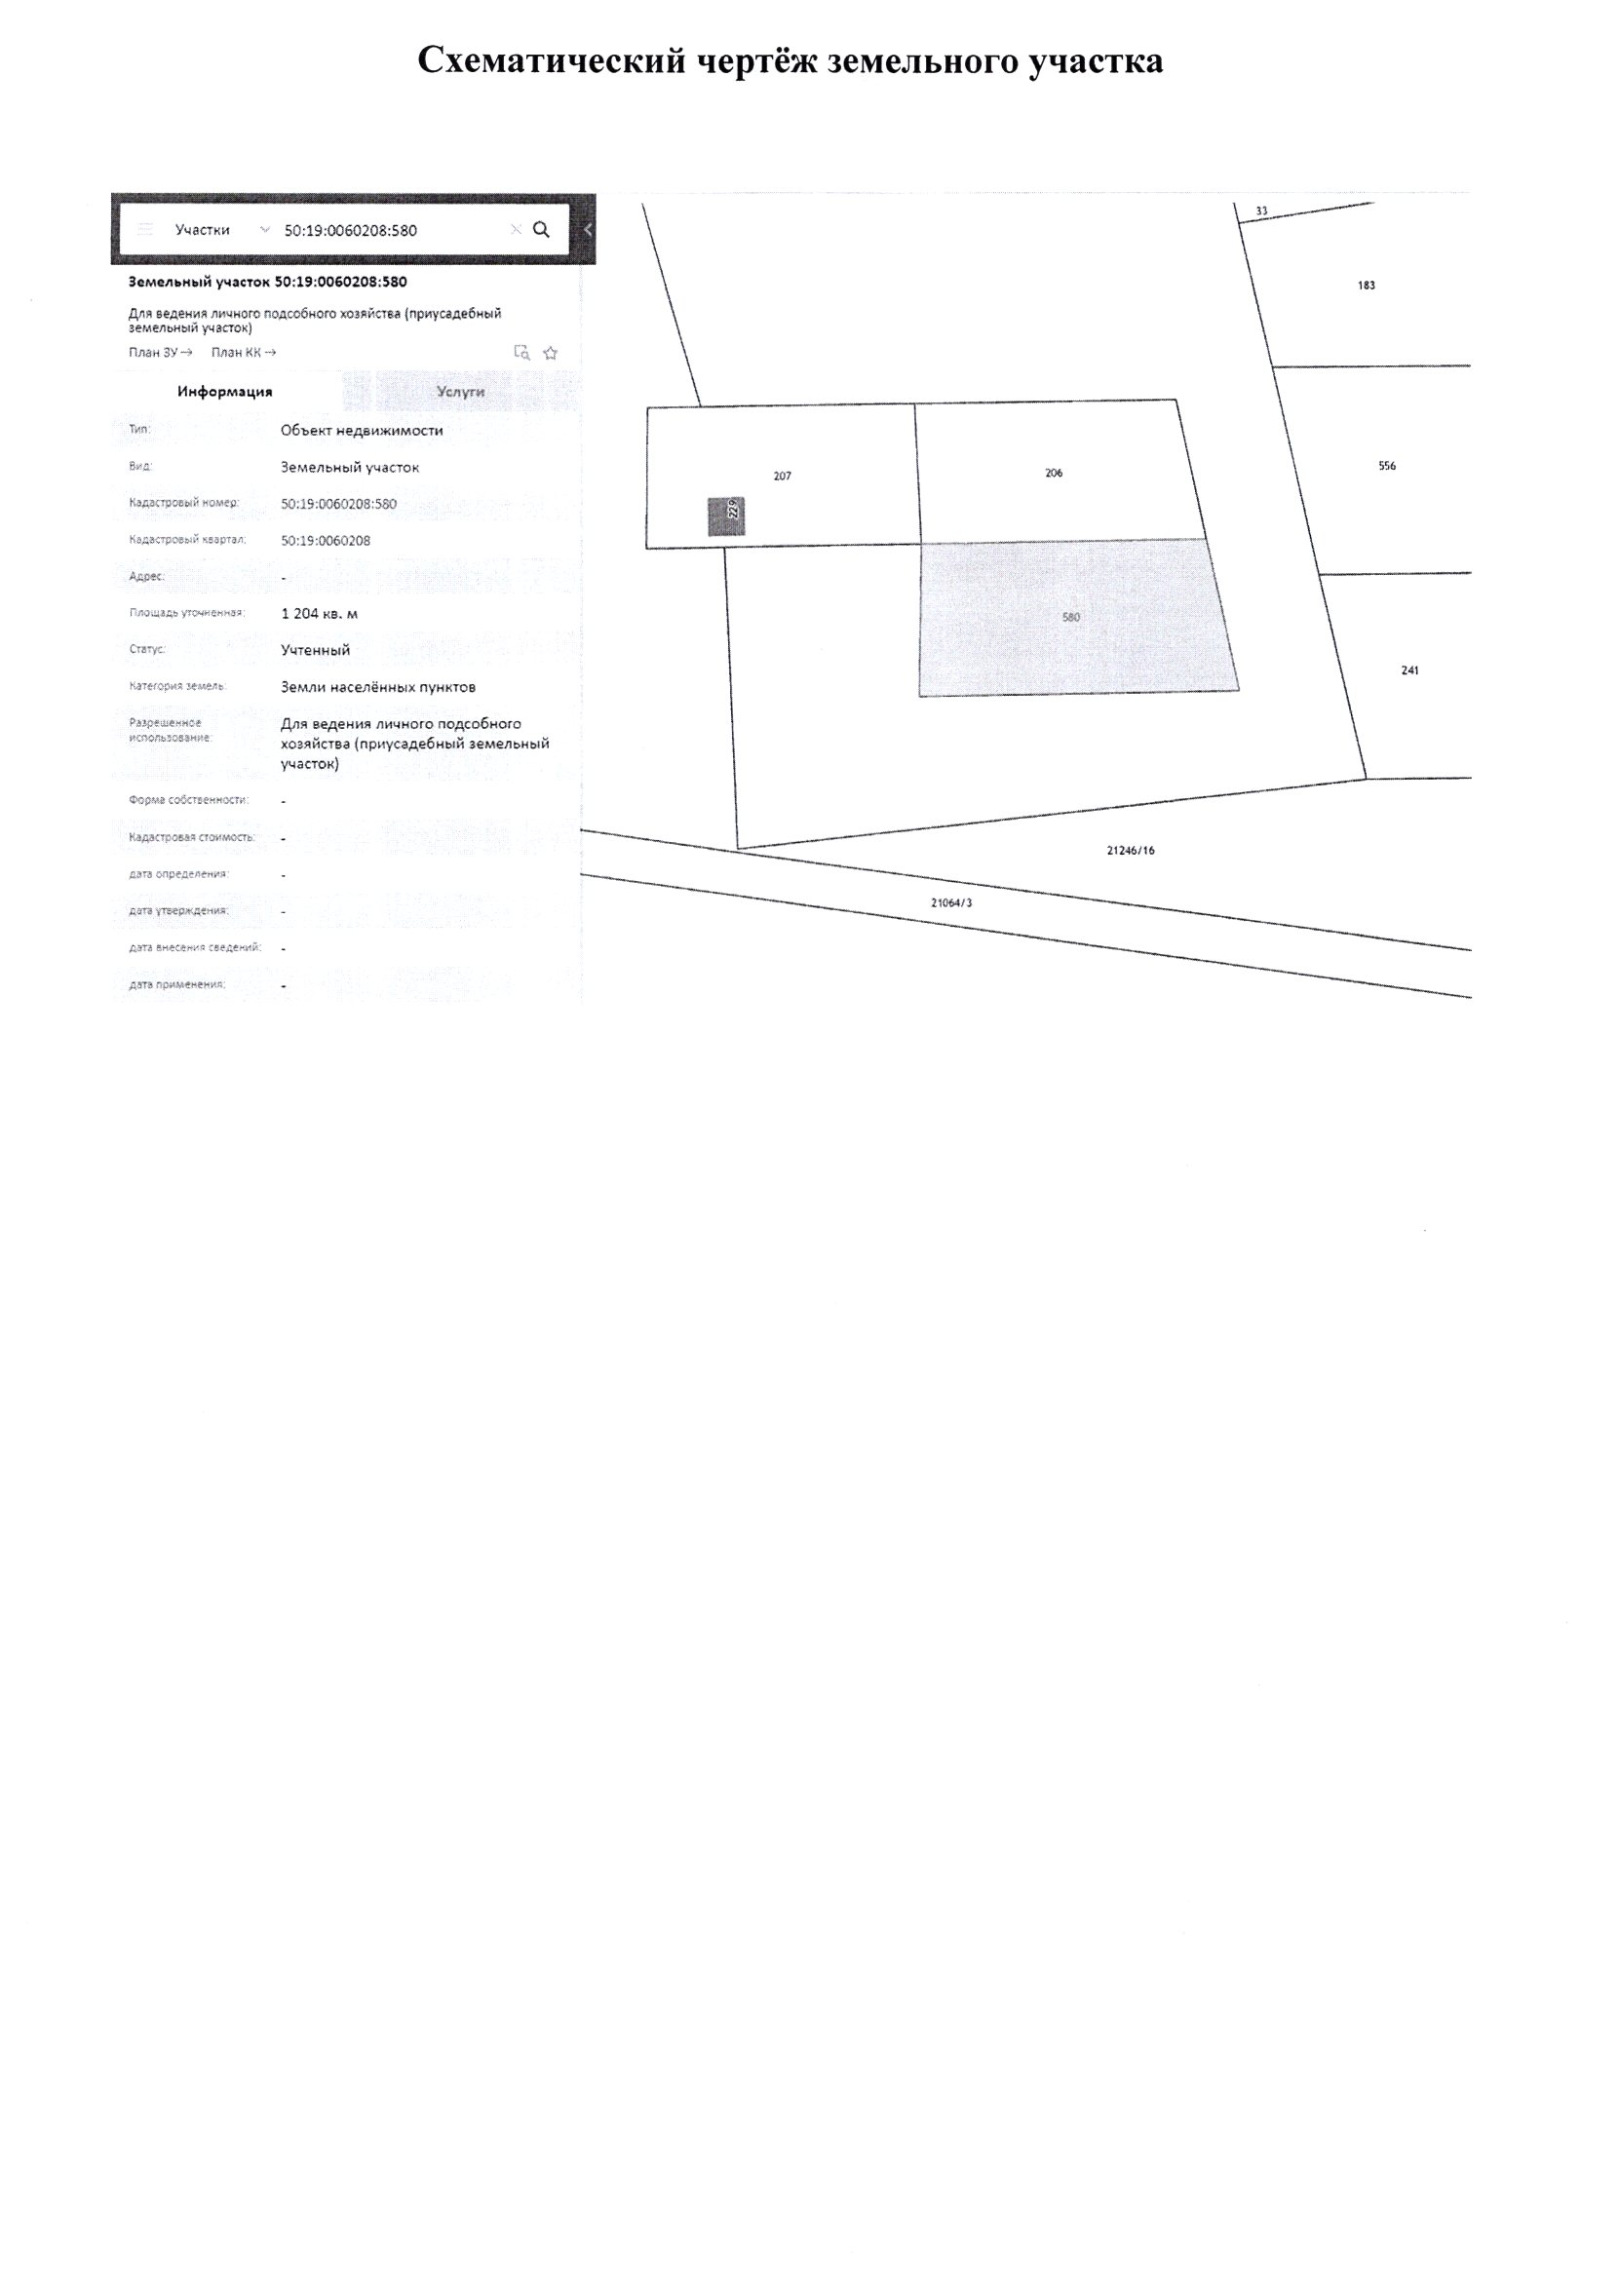 Схематический чертёж земельного участка
Участки 50:19:0060208:580
Земельный участок 50:19:0060208:580
Для ведения личного подсобного хозяйства (приусадебный
земельный участок)
План ЗУ→ План КК→
Информация Услуги
Тип: Объект недвижимости
Вид: Земельный участок
Кадастровый номер: 50:19:0060208:580
Кадастровый квартал: 50:19:0060208
Адрес: -
Площадь уточненная: 1 204 кв. м
Статус: Учтенный
Категория земель: Земли населённых пунктов
Разрешенное
использование:
Для ведения личного подсобного
хозяйства (приусадебный земельный
участок)
Форма собственности: -
Кадастровая стоимость: -
дата определения: -
дата утверждения: -
дата внесения сведений: -
дата применения: -
33
183
556
207
206
229
580
241
21246/16
21064/3